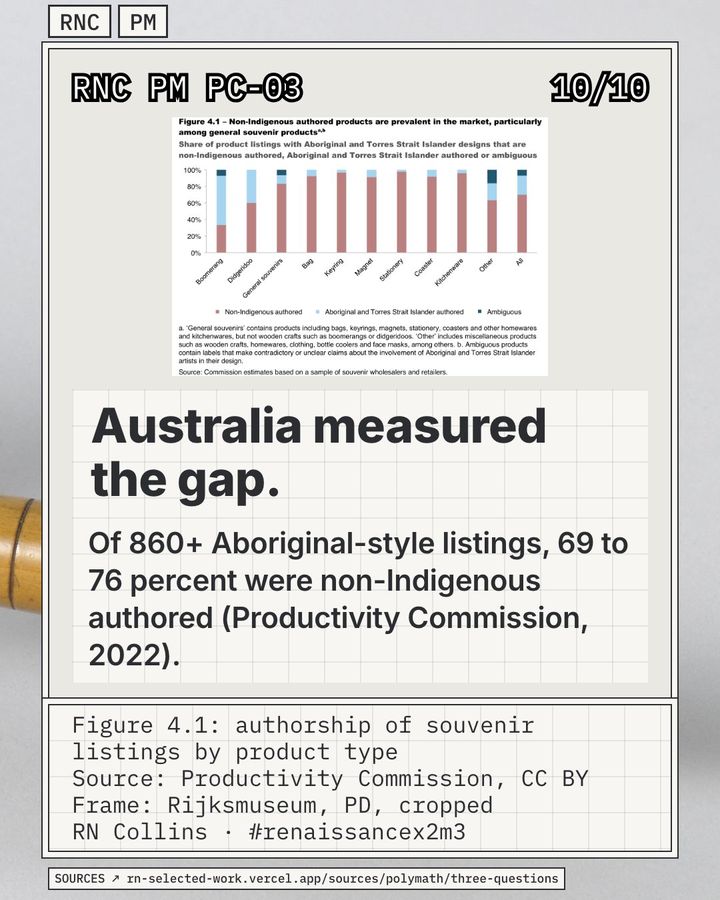 RNC PM
RNC PM PC-03 10/10
Figure 4.1 – Non-Indigenous authored products are prevalent in the market, particularly
among general souvenir productsa,b
Share of product listings with Aboriginal and Torres Strait Islander designs that are
non-Indigenous authored, Aboriginal and Torres Strait Islander authored or ambiguous
100%
80%
60%
40%
20%
0%
Boomerang Didgeridoo General souvenirs Bag Keyring Magnet Stationery Coaster Kitchenware Other All
Non-Indigenous authored Aboriginal and Torres Strait Islander authored Ambiguous
a. 'General souvenirs' contains products including bags, keyrings, magnets, stationery, coasters and other homewares
and kitchenwares, but not wooden crafts such as boomerangs or didgeridoos. 'Other' includes miscellaneous products
such as wooden crafts, homewares, clothing, bottle coolers and face masks, among others. b. Ambiguous products
contain labels that make contradictory or unclear claims about the involvement of Aboriginal and Torres Strait Islander
artists in their design.
Source: Commission estimates based on a sample of souvenir wholesalers and retailers.
Australia measured
the gap.
Of 860+ Aboriginal-style listings, 69 to
76 percent were non-Indigenous
authored (Productivity Commission,
2022).
Figure 4.1: authorship of souvenir
listings by product type
Source: Productivity Commission, CC BY
Frame: Rijksmuseum, PD, cropped
RN Collins · #renaissancex2m3
SOURCES ↗ rn-selected-work.vercel.app/sources/polymath/three-questions